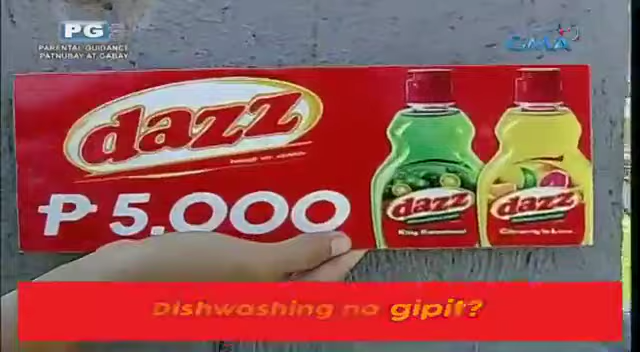 PG
PARENTAL GUIDANCE
PATNUBAY AT GABAY
GMA
dazz
₱ 5,000
dazz
dazz
Dishwashing na gipit?